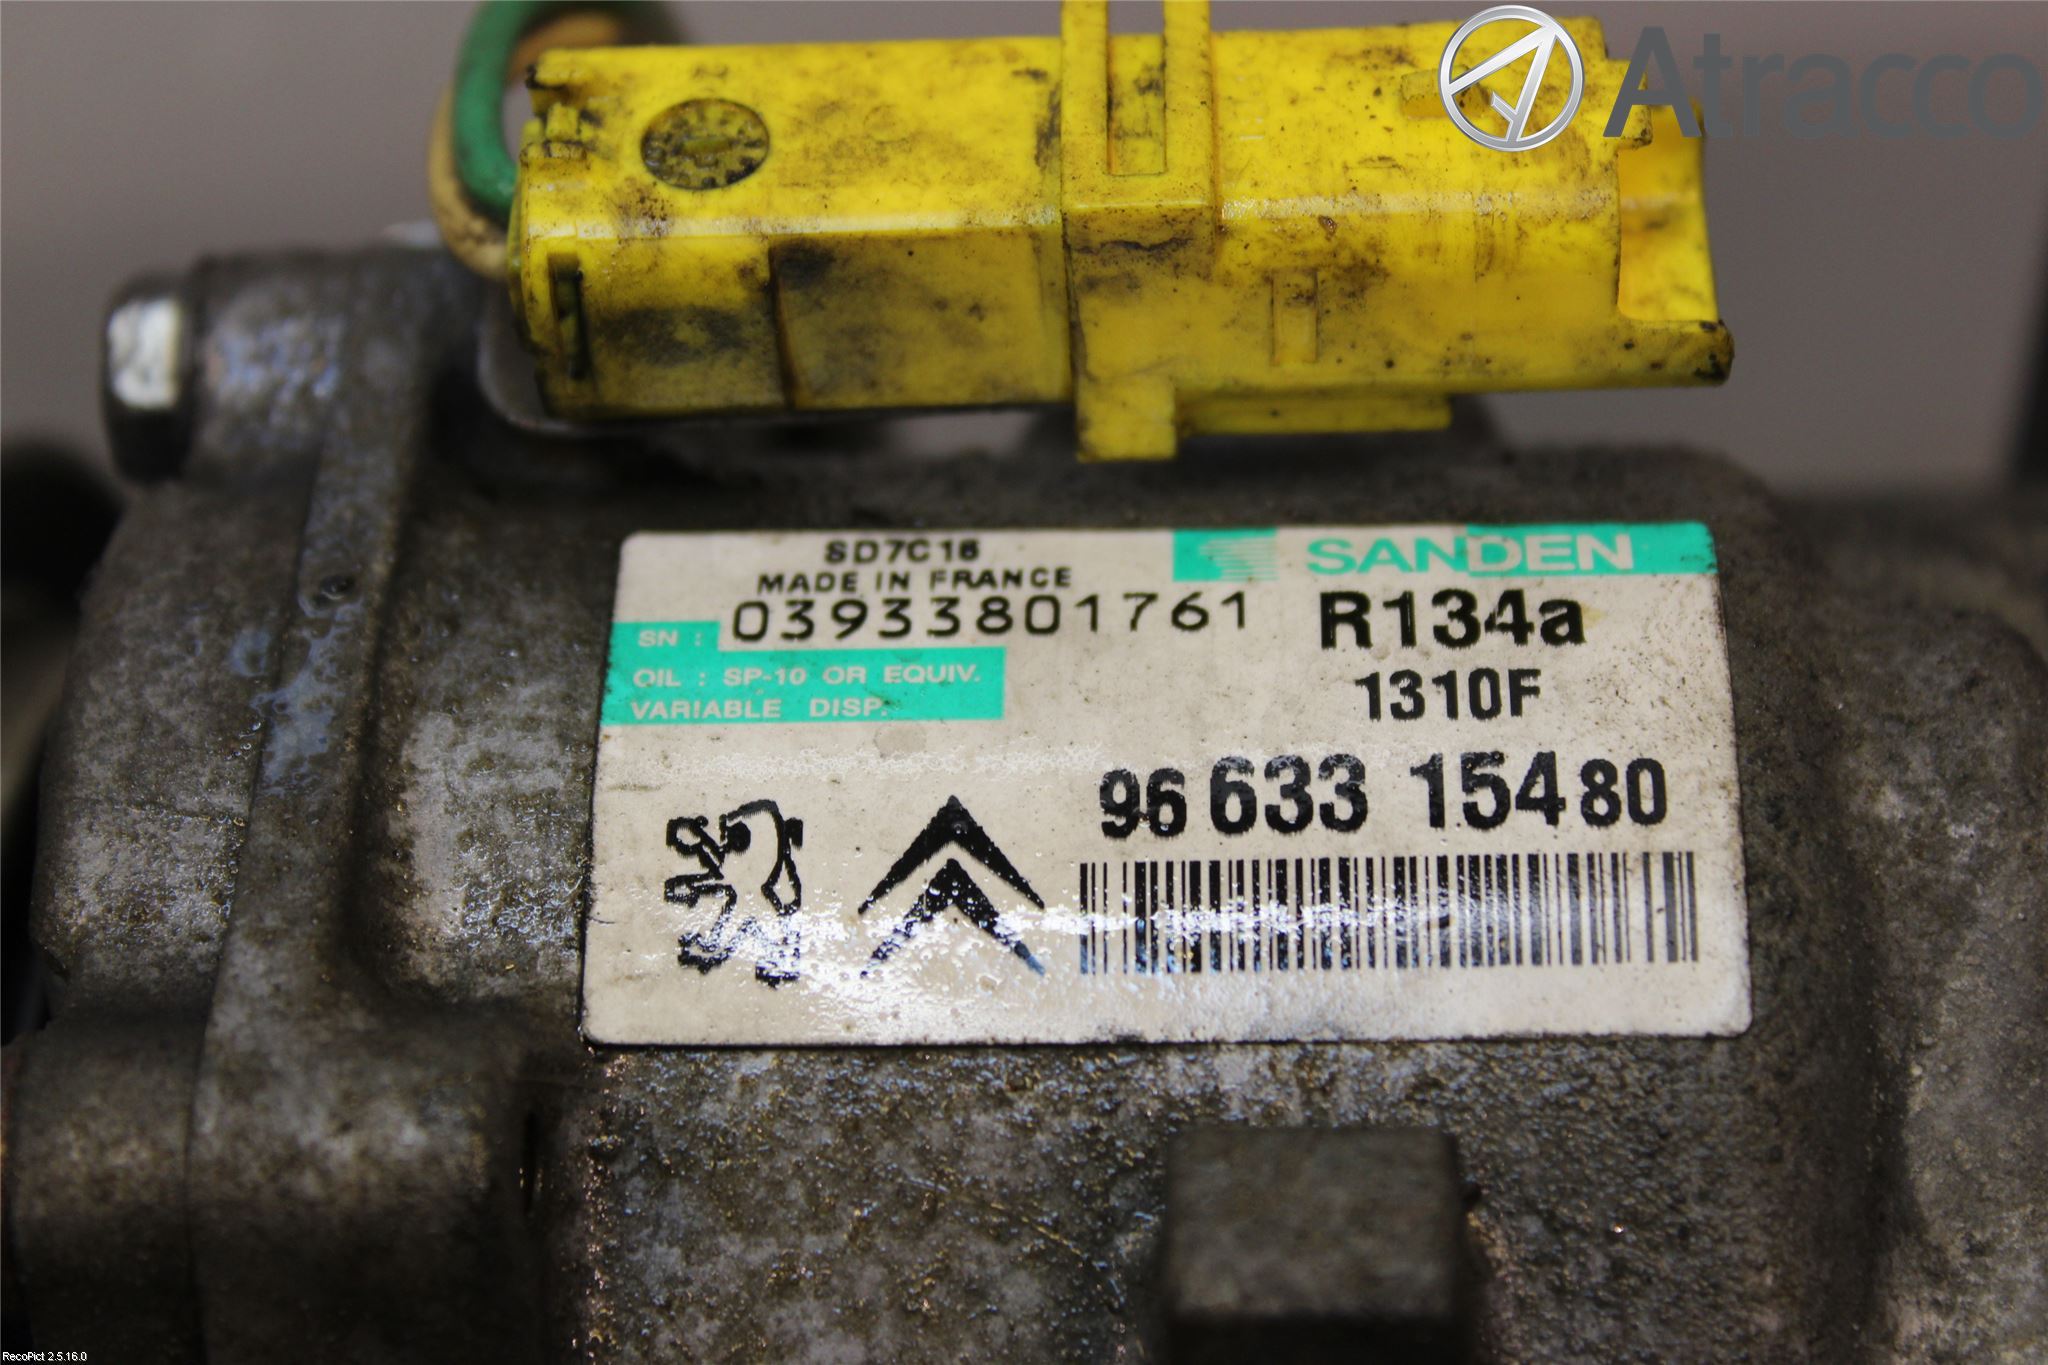 Atracco
SD7C16
MADE IN FRANCE
SANDEN
SN : 03933801761
R134a
OIL : SP-10 OR EQUIV.
VARIABLE DISP.
1310F
96 633 154 80
RecoPict 2.5.16.0